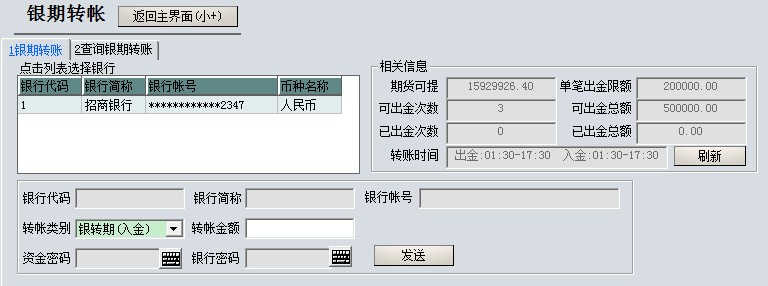 银期转帐 返回主界面(小+)
1银期转账 2查询银期转账
点击列表选择银行
银行代码 银行简称 银行帐号 币种名称
1 招商银行 ************2347 人民币
相关信息
期货可提 15929926.40 单笔出金限额 200000.00
可出金次数 3 可出金总额 500000.00
已出金次数 0 已出金总额 0.00
转账时间 出金:01:30-17:30 入金:01:30-17:30 刷新
银行代码 银行简称 银行帐号
转帐类别 银转期(入金) 转帐金额
资金密码 银行密码 发送